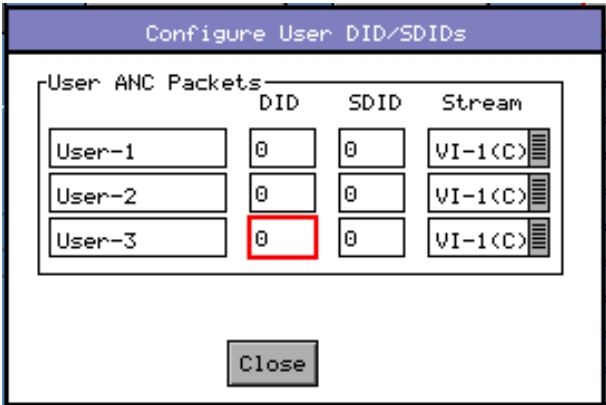 Configure User DID/SDIDs
User ANC Packets
DID SDID Stream
User-1 0 0 VI-1(C)
User-2 0 0 VI-1(C)
User-3 0 0 VI-1(C)
Close